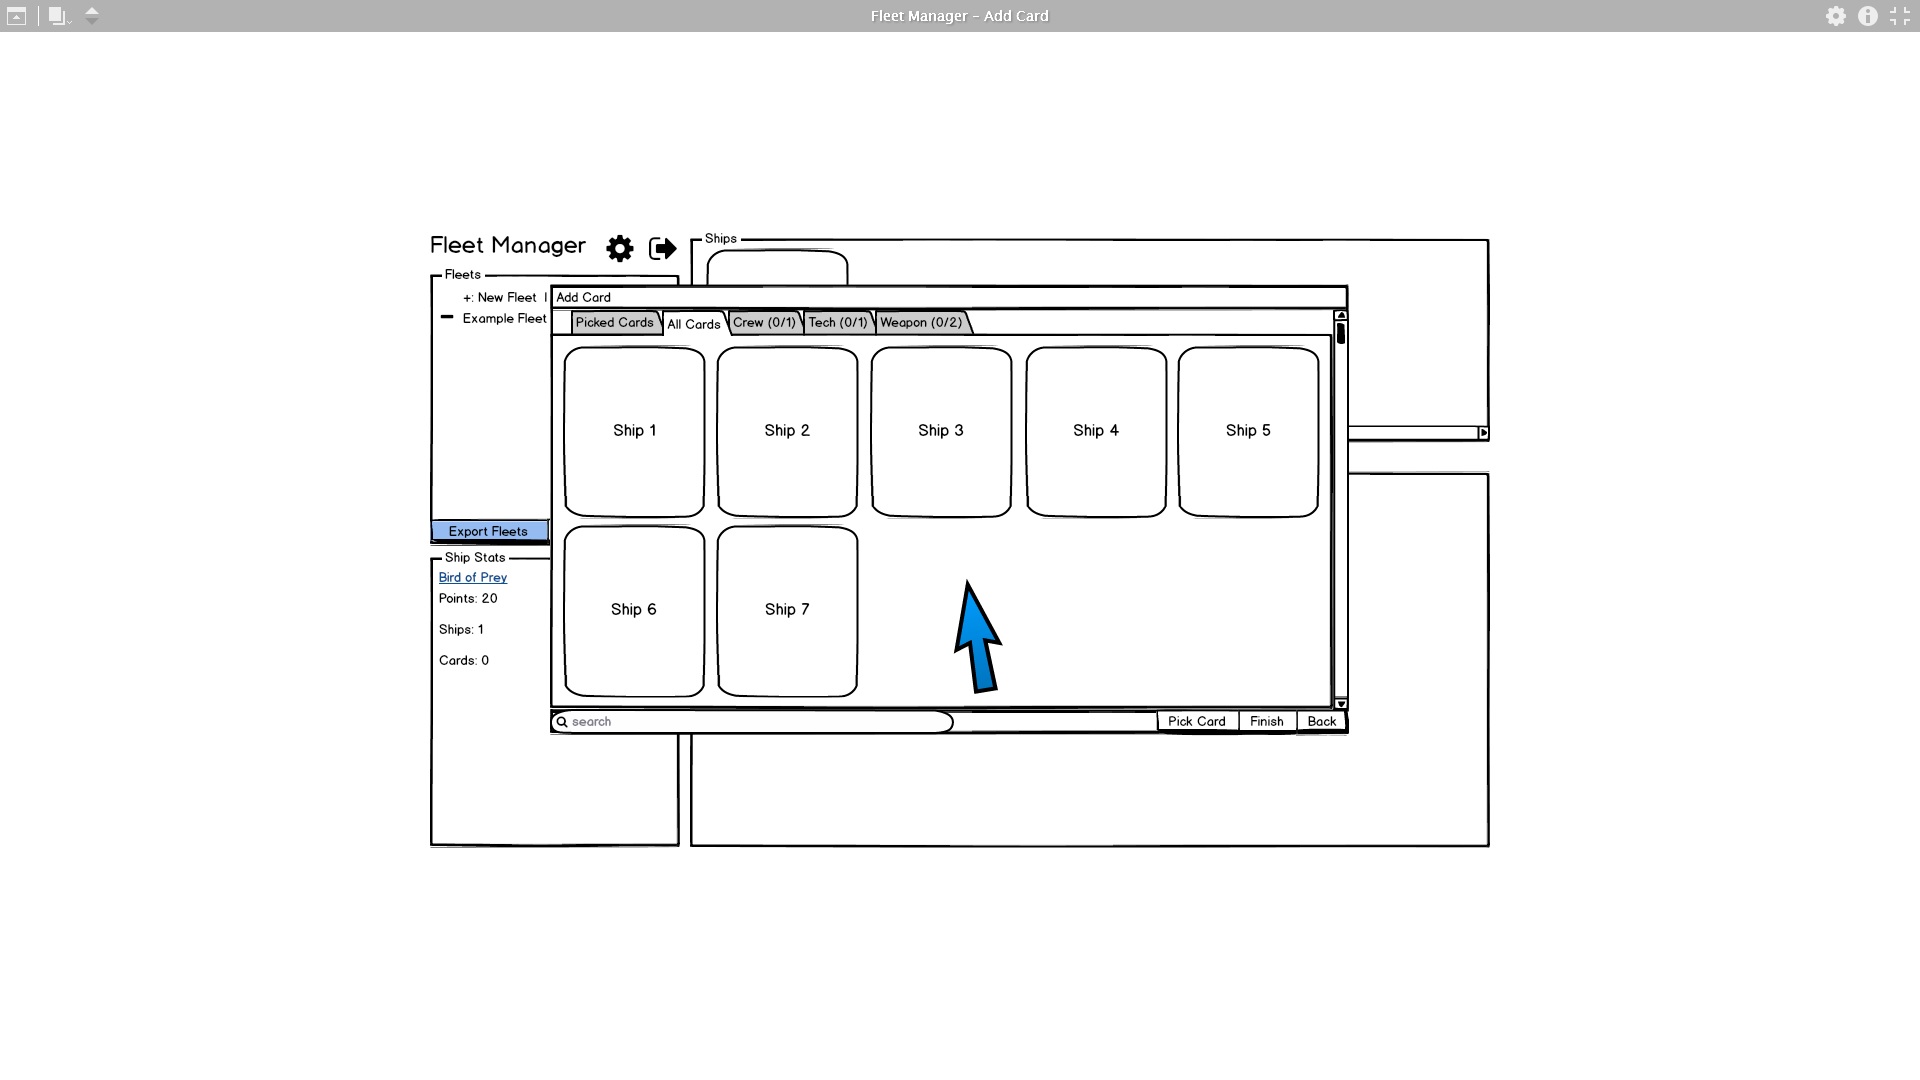 Fleet Manager - Add Card
Fleet Manager
Fleets
+: New Fleet
Example Fleet
Export Fleets
Ship Stats
Bird of Prey
Points: 20
Ships: 1
Cards: 0
Ships
Add Card
Picked Cards
All Cards
Crew (0/1)
Tech (0/1)
Weapon (0/2)
Ship 1
Ship 2
Ship 3
Ship 4
Ship 5
Ship 6
Ship 7
search
Pick Card
Finish
Back